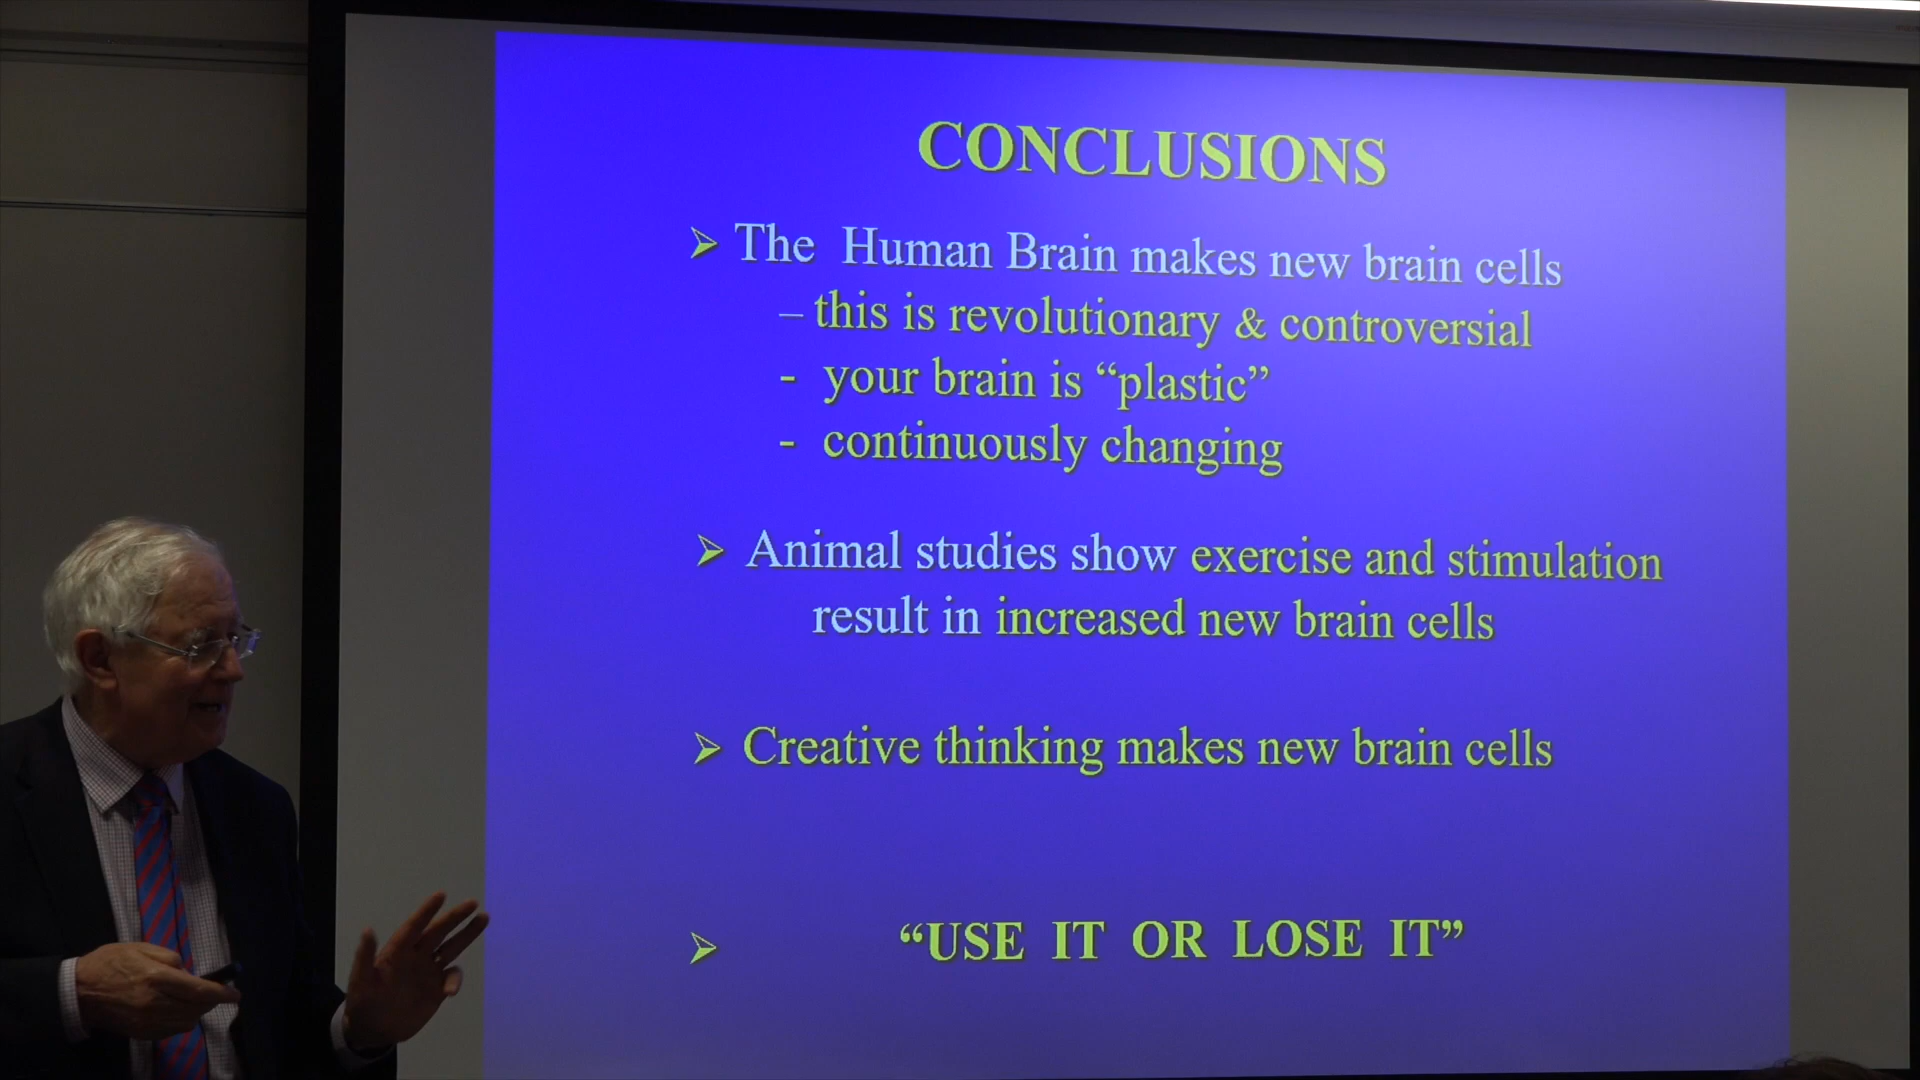 CONCLUSIONS
➢ The Human Brain makes new brain cells
– this is revolutionary & controversial
- your brain is “plastic”
- continuously changing
➢ Animal studies show exercise and stimulation
result in increased new brain cells
➢ Creative thinking makes new brain cells
➢ “USE IT OR LOSE IT”